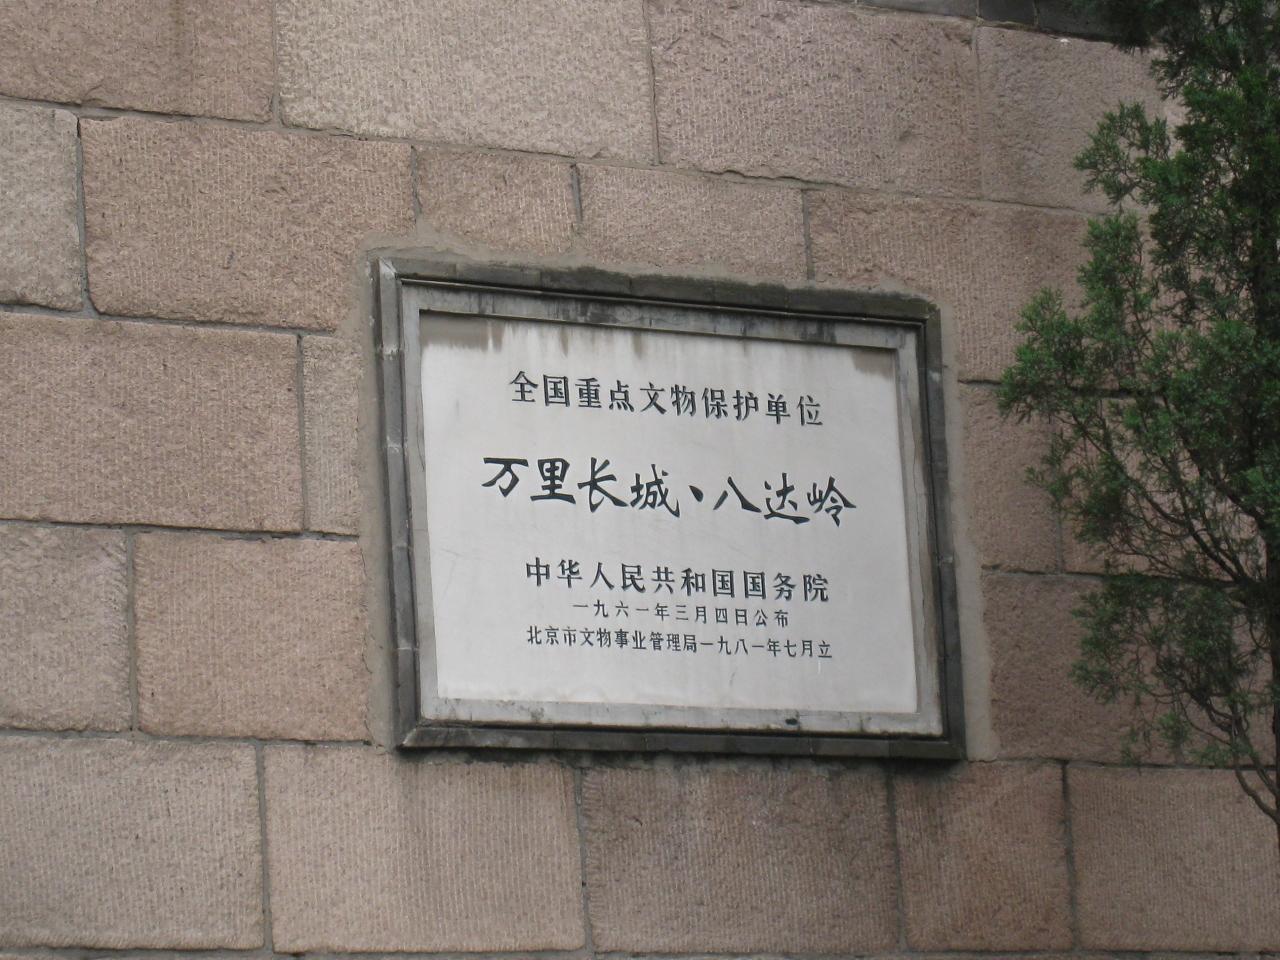 全国重点文物保护单位
万里长城、八达岭
中华人民共和国国务院
一九六一年三月四日公布
北京市文物事业管理局一九八一年七月立